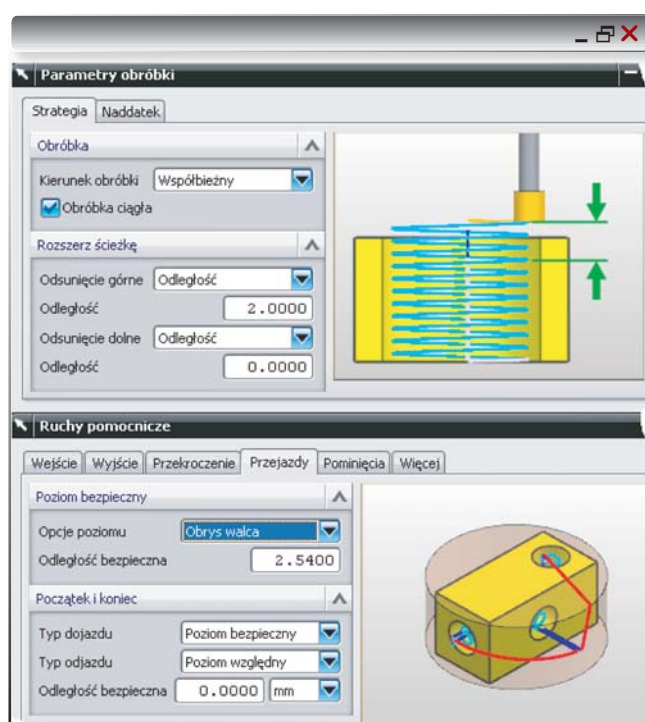 Parametry obróbki
Strategia Naddatek
Obróbka
Kierunek obróbki Współbieżny
Obróbka ciągła
Rozszerz ścieżkę
Odsunięcie górne Odległość
Odległość 2.0000
Odsunięcie dolne Odległość
Odległość 0.0000
Ruchy pomocnicze
Wejście Wyjście Przekroczenie Przejazdy Pominięcia Więcej
Poziom bezpieczny
Opcje poziomu Obrys walca
Odległość bezpieczna 2.5400
Początek i koniec
Typ dojazdu Poziom bezpieczny
Typ odjazdu Poziom względny
Odległość bezpieczna 0.0000 mm